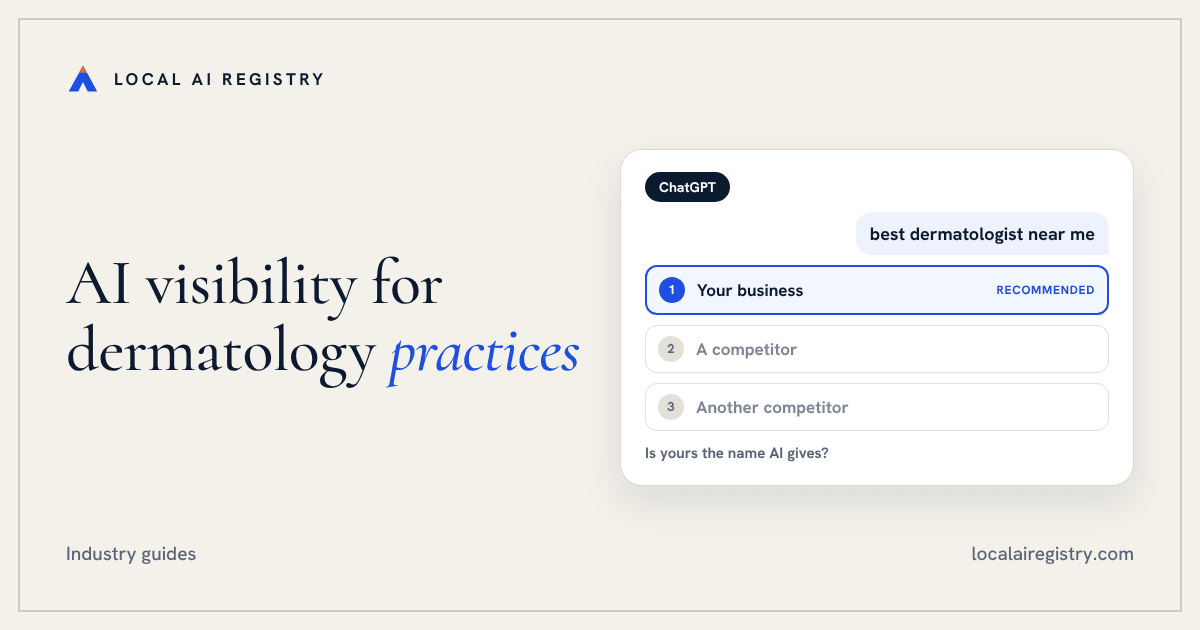 LOCAL AI REGISTRY
AI visibility for
dermatology practices
ChatGPT
best dermatologist near me
1 Your business RECOMMENDED
2 A competitor
3 Another competitor
Is yours the name AI gives?
Industry guides
localairegistry.com